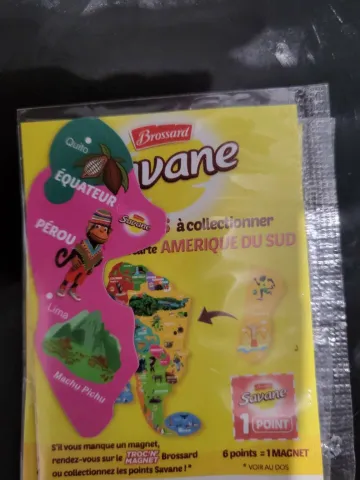 Brossard
Savane
Quito
ÉQUATEUR
PÉROU
Savane
à collectionner
carte AMERIQUE DU SUD
Lima
Machu Pichu
Savane
1 POINT
S'il vous manque un magnet,
rendez-vous sur le TROC'N' MAGNET Brossard
ou collectionnez les points Savane !*
6 points = 1 MAGNET
* VOIR AU DOS